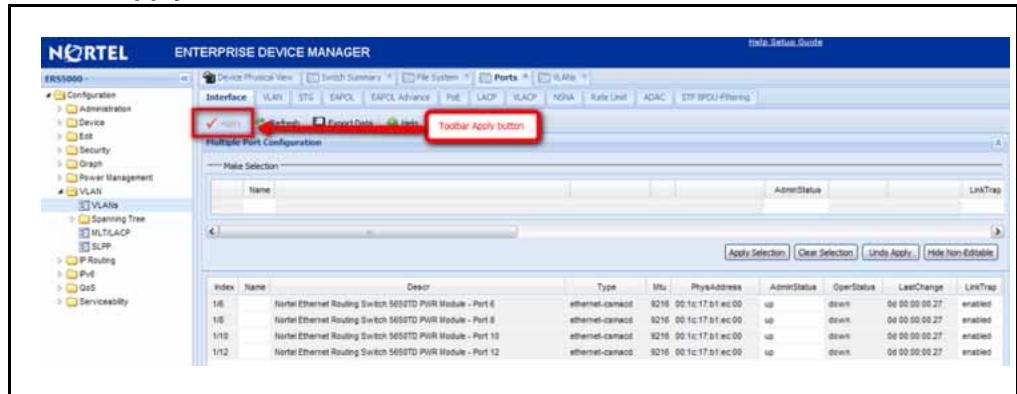 NORTEL ENTERPRISE DEVICE MANAGER Help Setup Guide
ERS5000 - Device Physical View Switch Summary File System Ports VLANs
Configuration
Administration
Device
Edit
Security
Graph
Power Management
VLAN
VLANs
Spanning Tree
MLT/LACP
SLPP
IP Routing
IPv6
QoS
Serviceability
Interface VLAN STG EAPOL EAPOL Advance PoE LACP VLACP NSNA Rate Limit ADAC STP BPDU-Filtering
Apply Refresh Export Data Help
Toolbar Apply button
Multiple Port Configuration
Make Selection
Name AdminStatus LinkTrap
Apply Selection Clear Selection Undo Apply Hide Non-Editable
Index Name Descr Type Mtu PhysAddress AdminStatus OperStatus LastChange LinkTrap
1/6 Nortel Ethernet Routing Switch 5650TD PWR Module - Port 6 ethernet-csmacd 9216 00:1c:17:b1:ec:00 up down 0d 00:00:00.27 enabled
1/8 Nortel Ethernet Routing Switch 5650TD PWR Module - Port 8 ethernet-csmacd 9216 00:1c:17:b1:ec:00 up down 0d 00:00:00.27 enabled
1/10 Nortel Ethernet Routing Switch 5650TD PWR Module - Port 10 ethernet-csmacd 9216 00:1c:17:b1:ec:00 up down 0d 00:00:00.27 enabled
1/12 Nortel Ethernet Routing Switch 5650TD PWR Module - Port 12 ethernet-csmacd 9216 00:1c:17:b1:ec:00 up down 0d 00:00:00.27 enabled